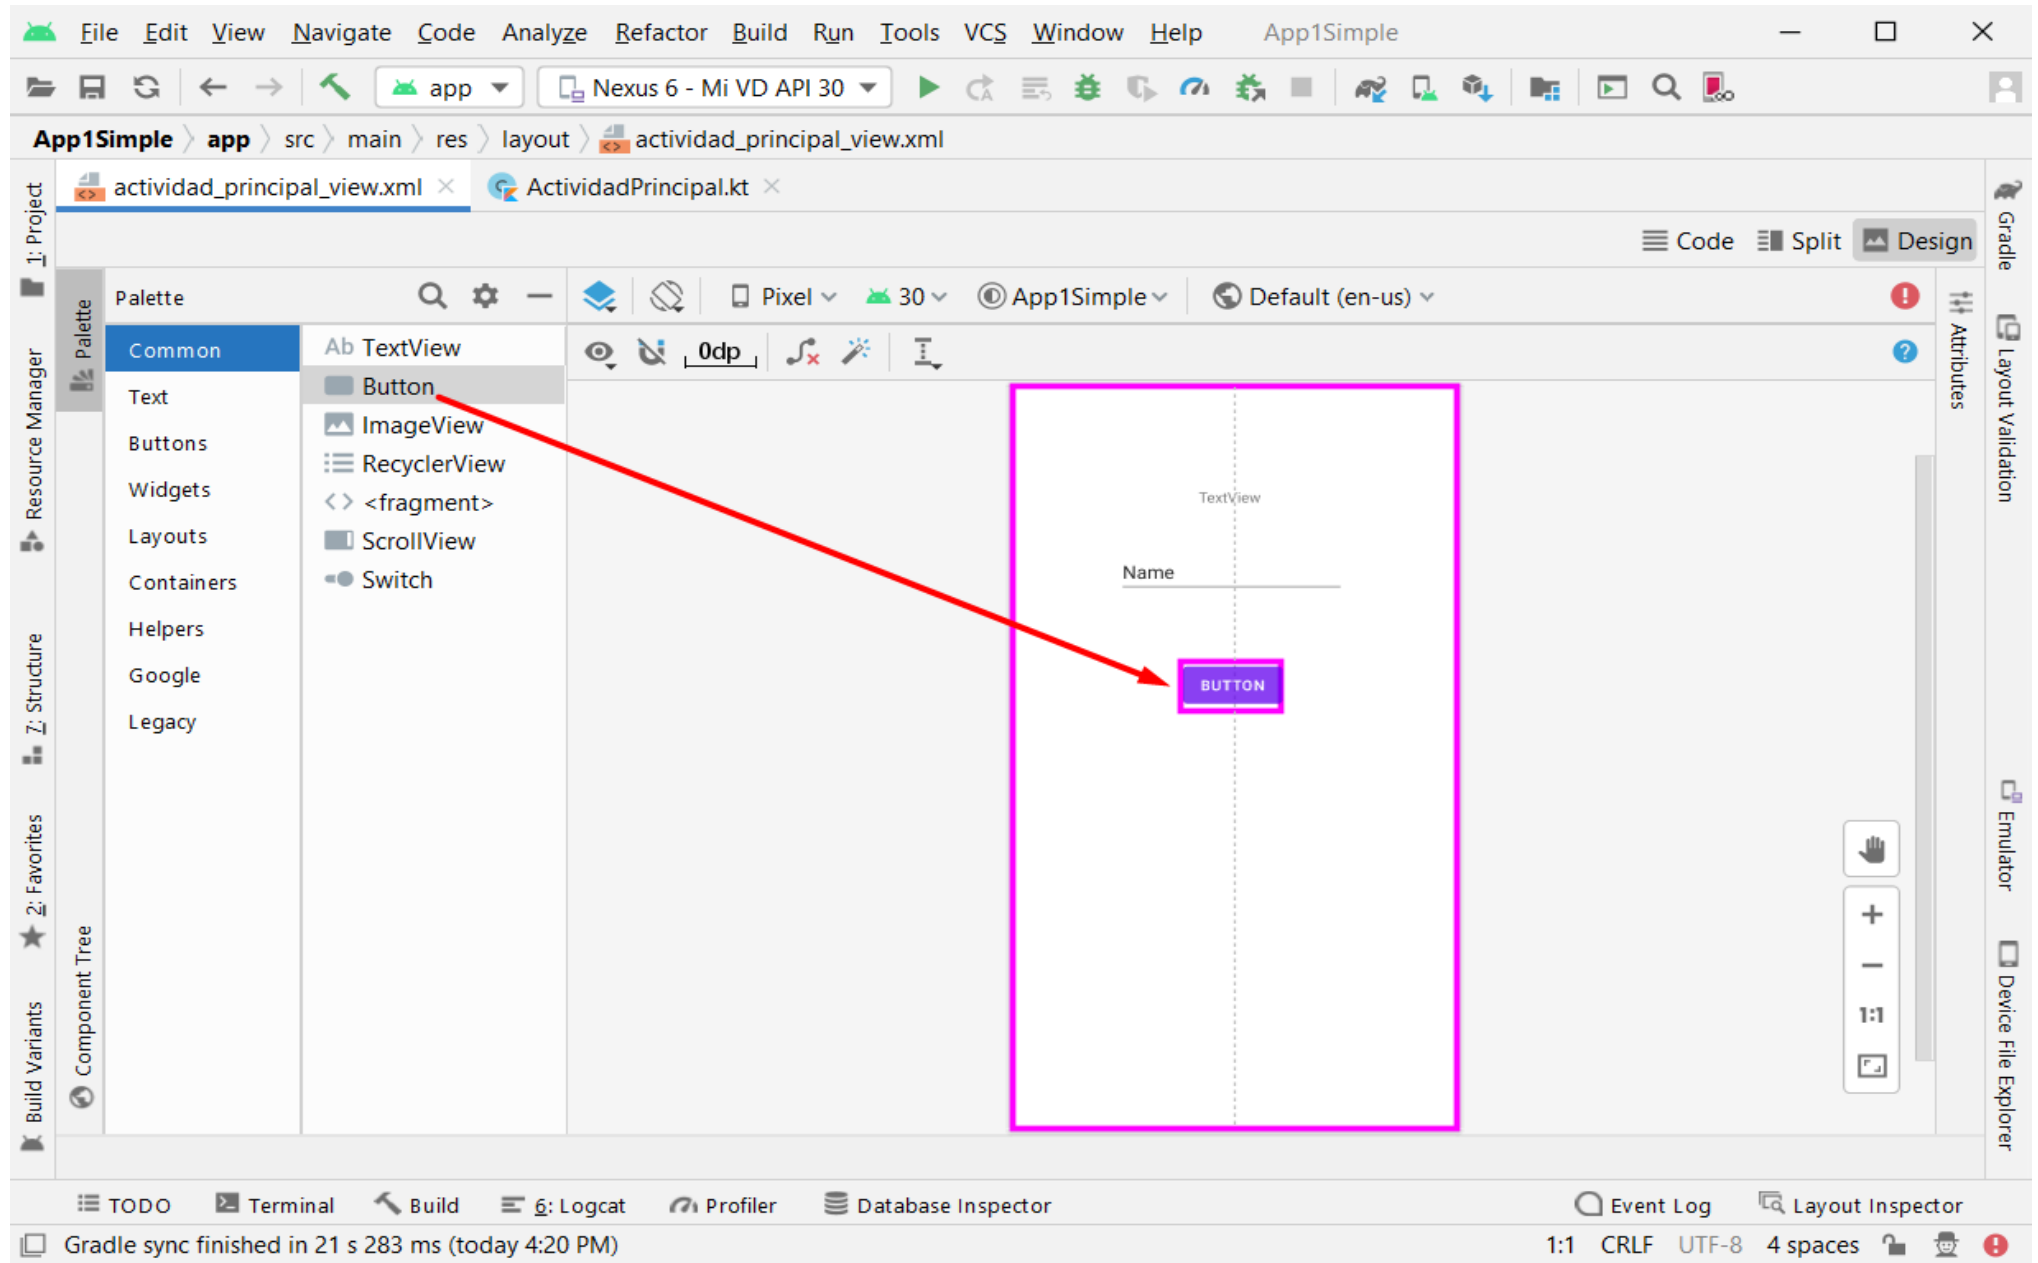 File Edit View Navigate Code Analyze Refactor Build Run Tools VCS Window Help App1Simple
app Nexus 6 - Mi VD API 30
App1Simple app src main res layout actividad_principal_view.xml
actividad_principal_view.xml ActividadPrincipal.kt
Code Split Design
1: Project
Resource Manager
7: Structure
2: Favorites
Build Variants
Palette
Component Tree
Palette
Common
Text
Buttons
Widgets
Layouts
Containers
Helpers
Google
Legacy
Ab TextView
Button
ImageView
RecyclerView
<fragment>
ScrollView
Switch
Pixel 30 App1Simple Default (en-us)
0dp
TextView
Name
BUTTON
1:1
Attributes
Gradle
Layout Validation
Emulator
Device File Explorer
TODO Terminal Build 6: Logcat Profiler Database Inspector Event Log Layout Inspector
Gradle sync finished in 21 s 283 ms (today 4:20 PM) 1:1 CRLF UTF-8 4 spaces